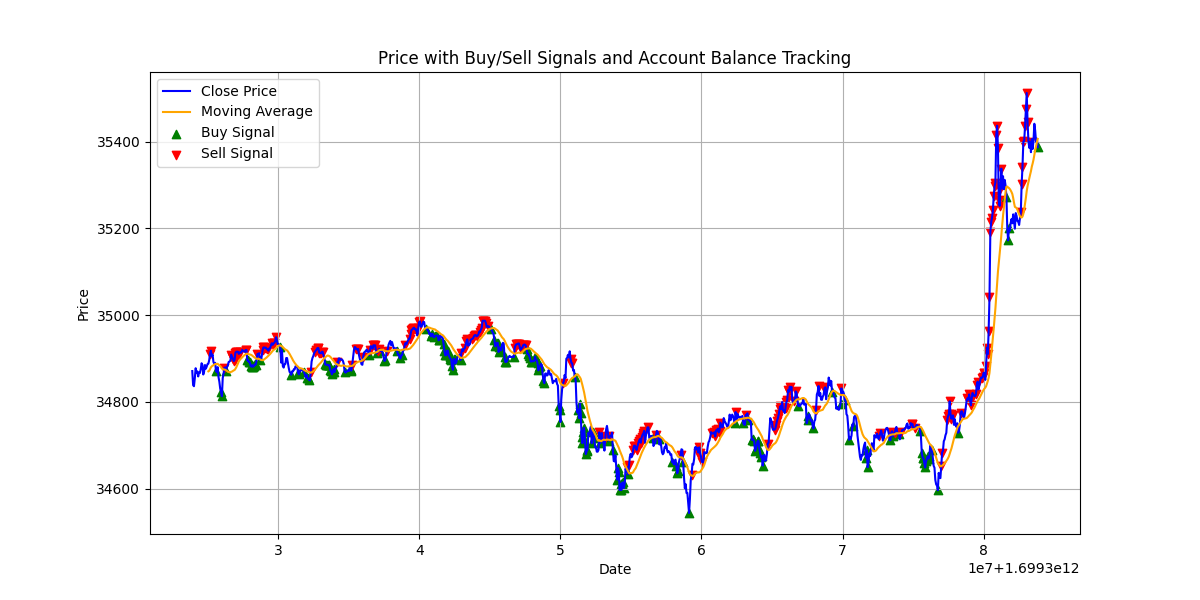 Price with Buy/Sell Signals and Account Balance Tracking
Close Price
Moving Average
Buy Signal
Sell Signal
35400
35200
35000
34800
34600
Price
3 4 5 6 7 8
Date
1e7+1.6993e12